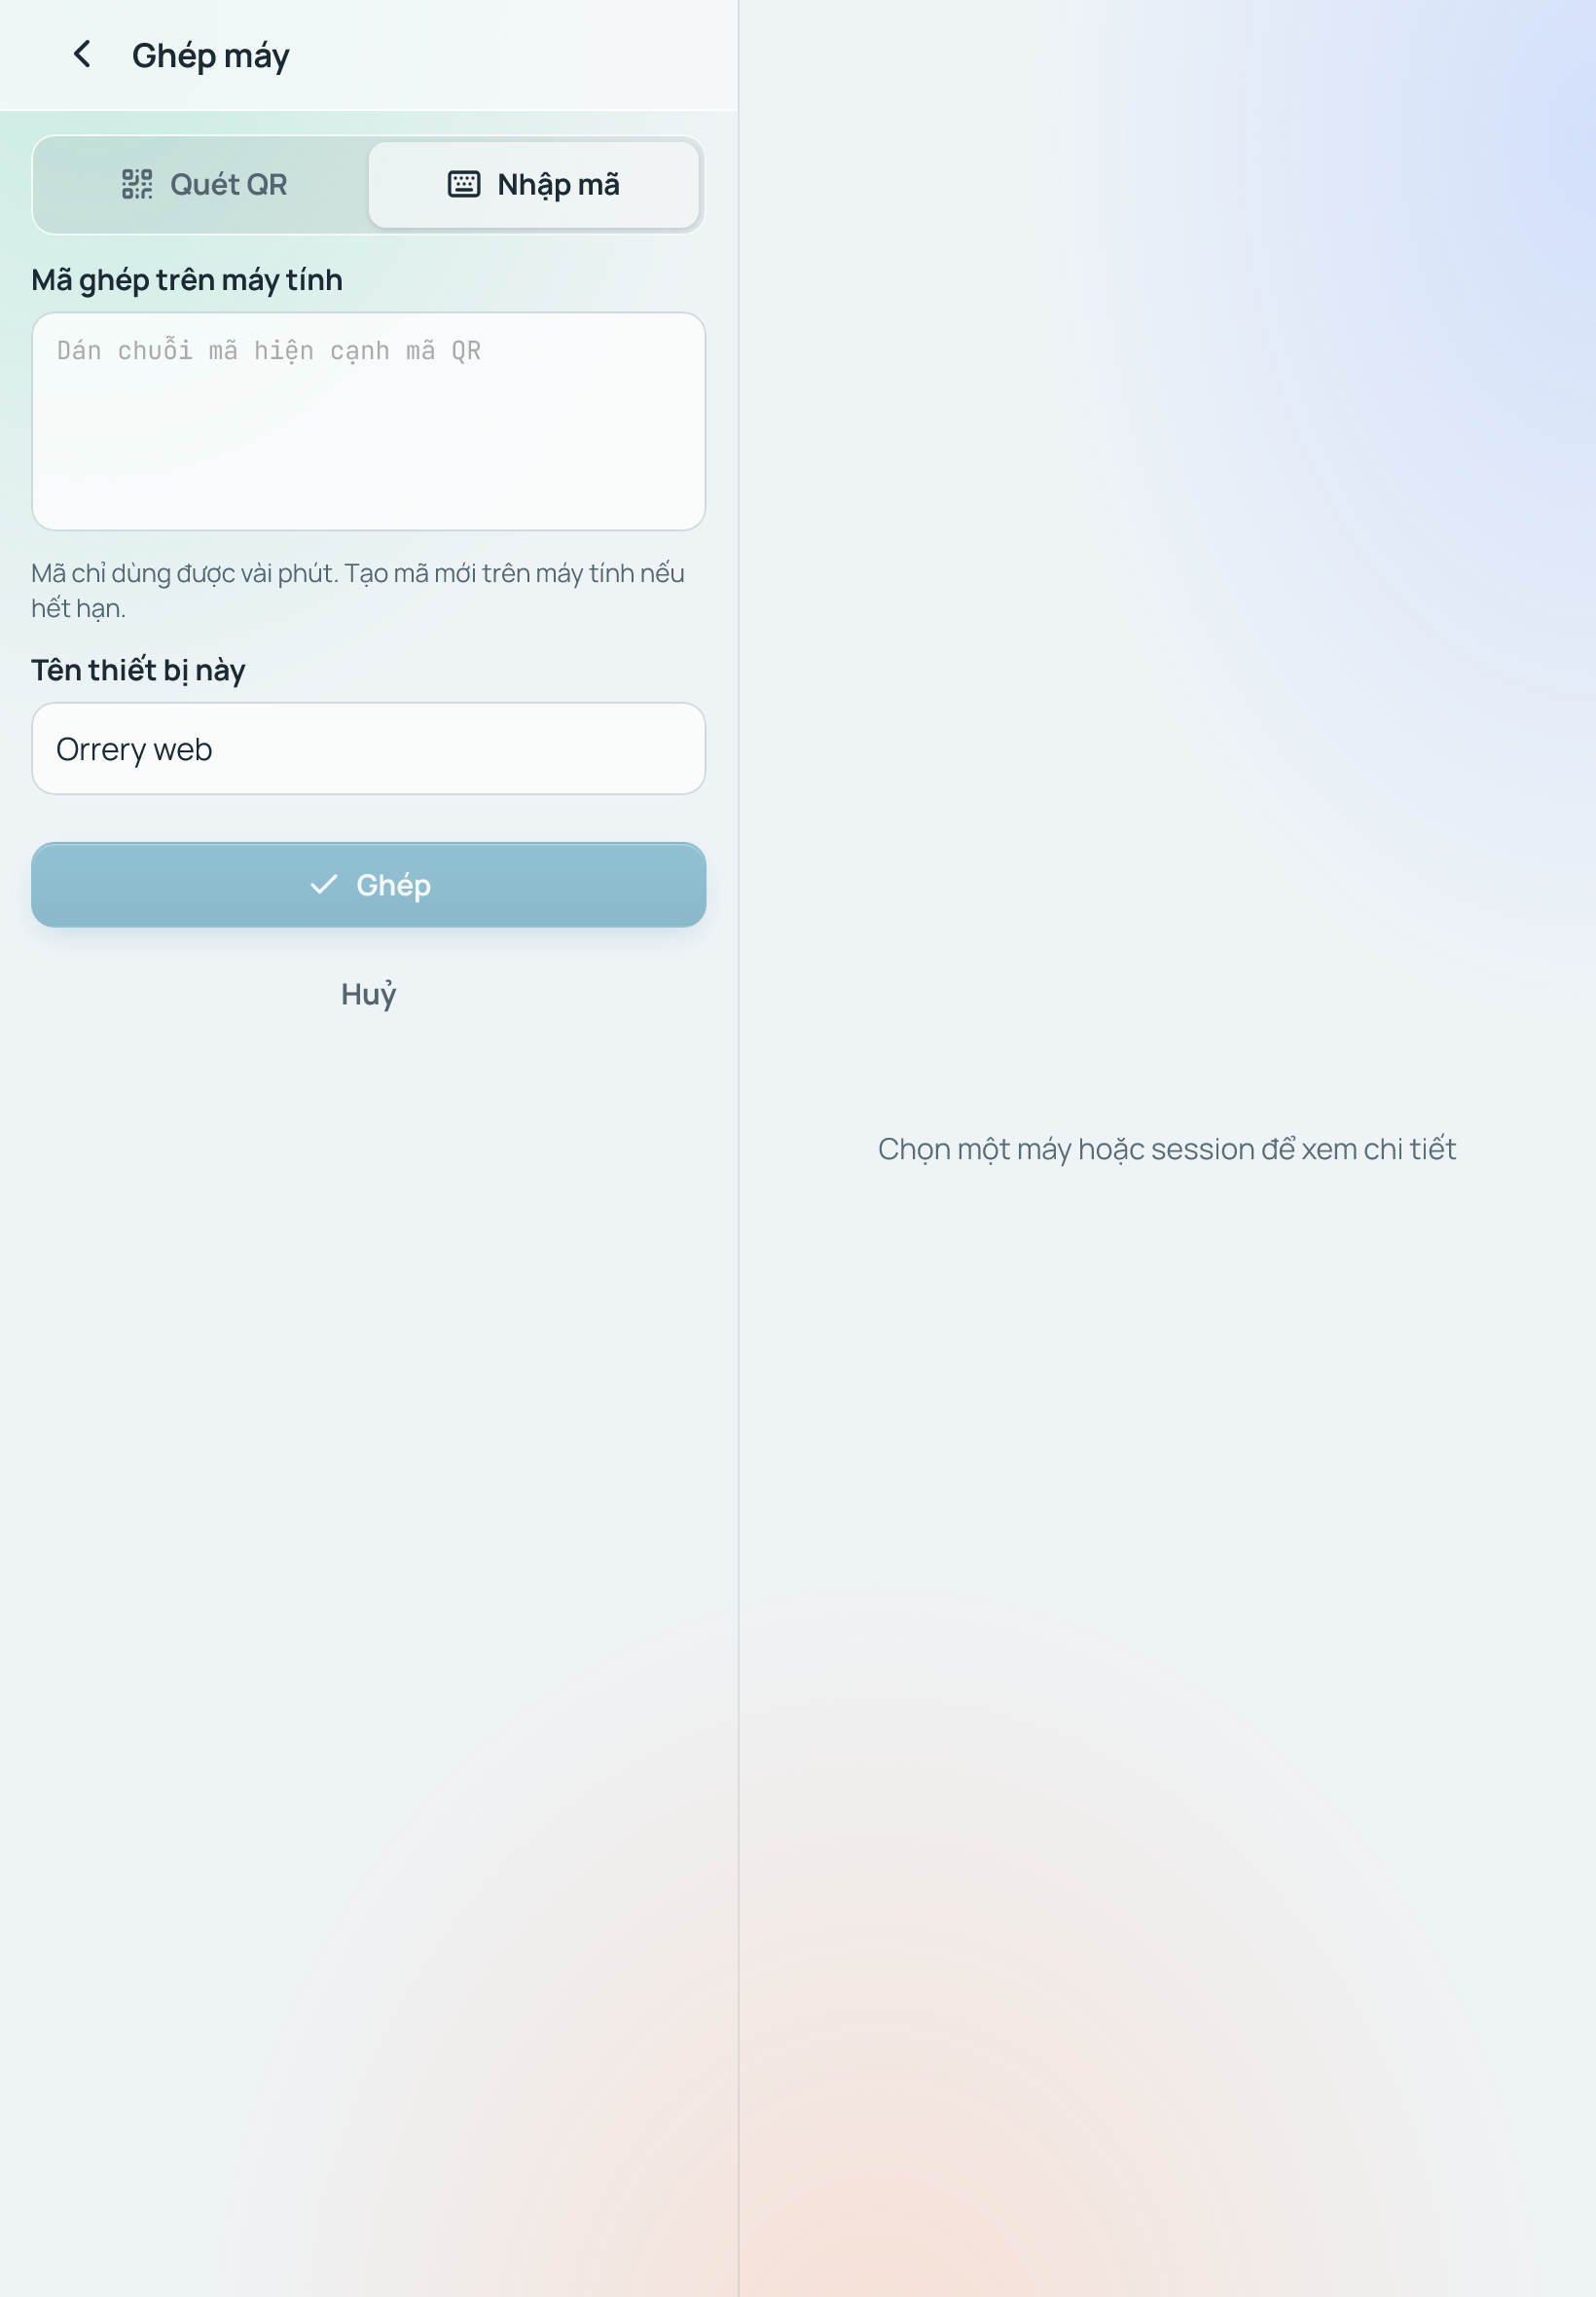 Ghép máy
Quét QR
Nhập mã
Mã ghép trên máy tính
Dán chuỗi mã hiện cạnh mã QR
Mã chỉ dùng được vài phút. Tạo mã mới trên máy tính nếu
hết hạn.
Tên thiết bị này
Orrery web
Ghép
Huỷ
Chọn một máy hoặc session để xem chi tiết